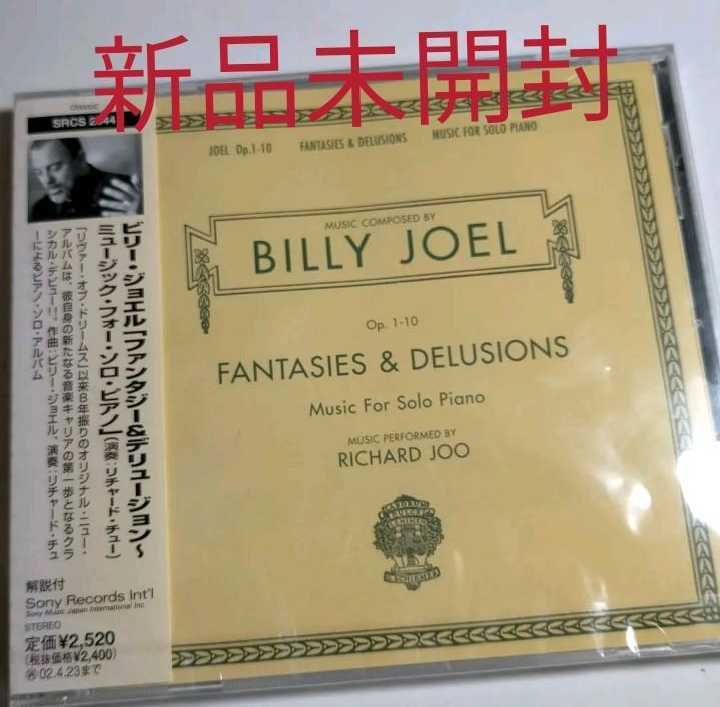 新品未開封
CLASSIC
SRCS 2544
ビリー・ジョエル「ファンタジー&デリュージョン〜
ミュージック・フォー・ソロ・ピアノ」(演奏:リチャード・チュー)
「リヴァー・オブ・ドリームス」以来8年振りのオリジナル・ニュー・
アルバムは、彼自身の新たなる音楽キャリアの第一歩となるクラ
シカル・デビュー!!。作曲:ビリー・ジョエル、演奏:リチャード・チュ
ーによるピアノ・ソロ・アルバム
解説付
Sony Records Int'l
Sony Music Japan International Inc.
STEREO
定価¥2,520
(税抜価格¥2,400)
02.4.23まで
JOEL Op.1-10 FANTASIES & DELUSIONS MUSIC FOR SOLO PIANO
MUSIC COMPOSED BY
BILLY JOEL
Op. 1-10
FANTASIES & DELUSIONS
Music For Solo Piano
MUSIC PERFORMED BY
RICHARD JOO